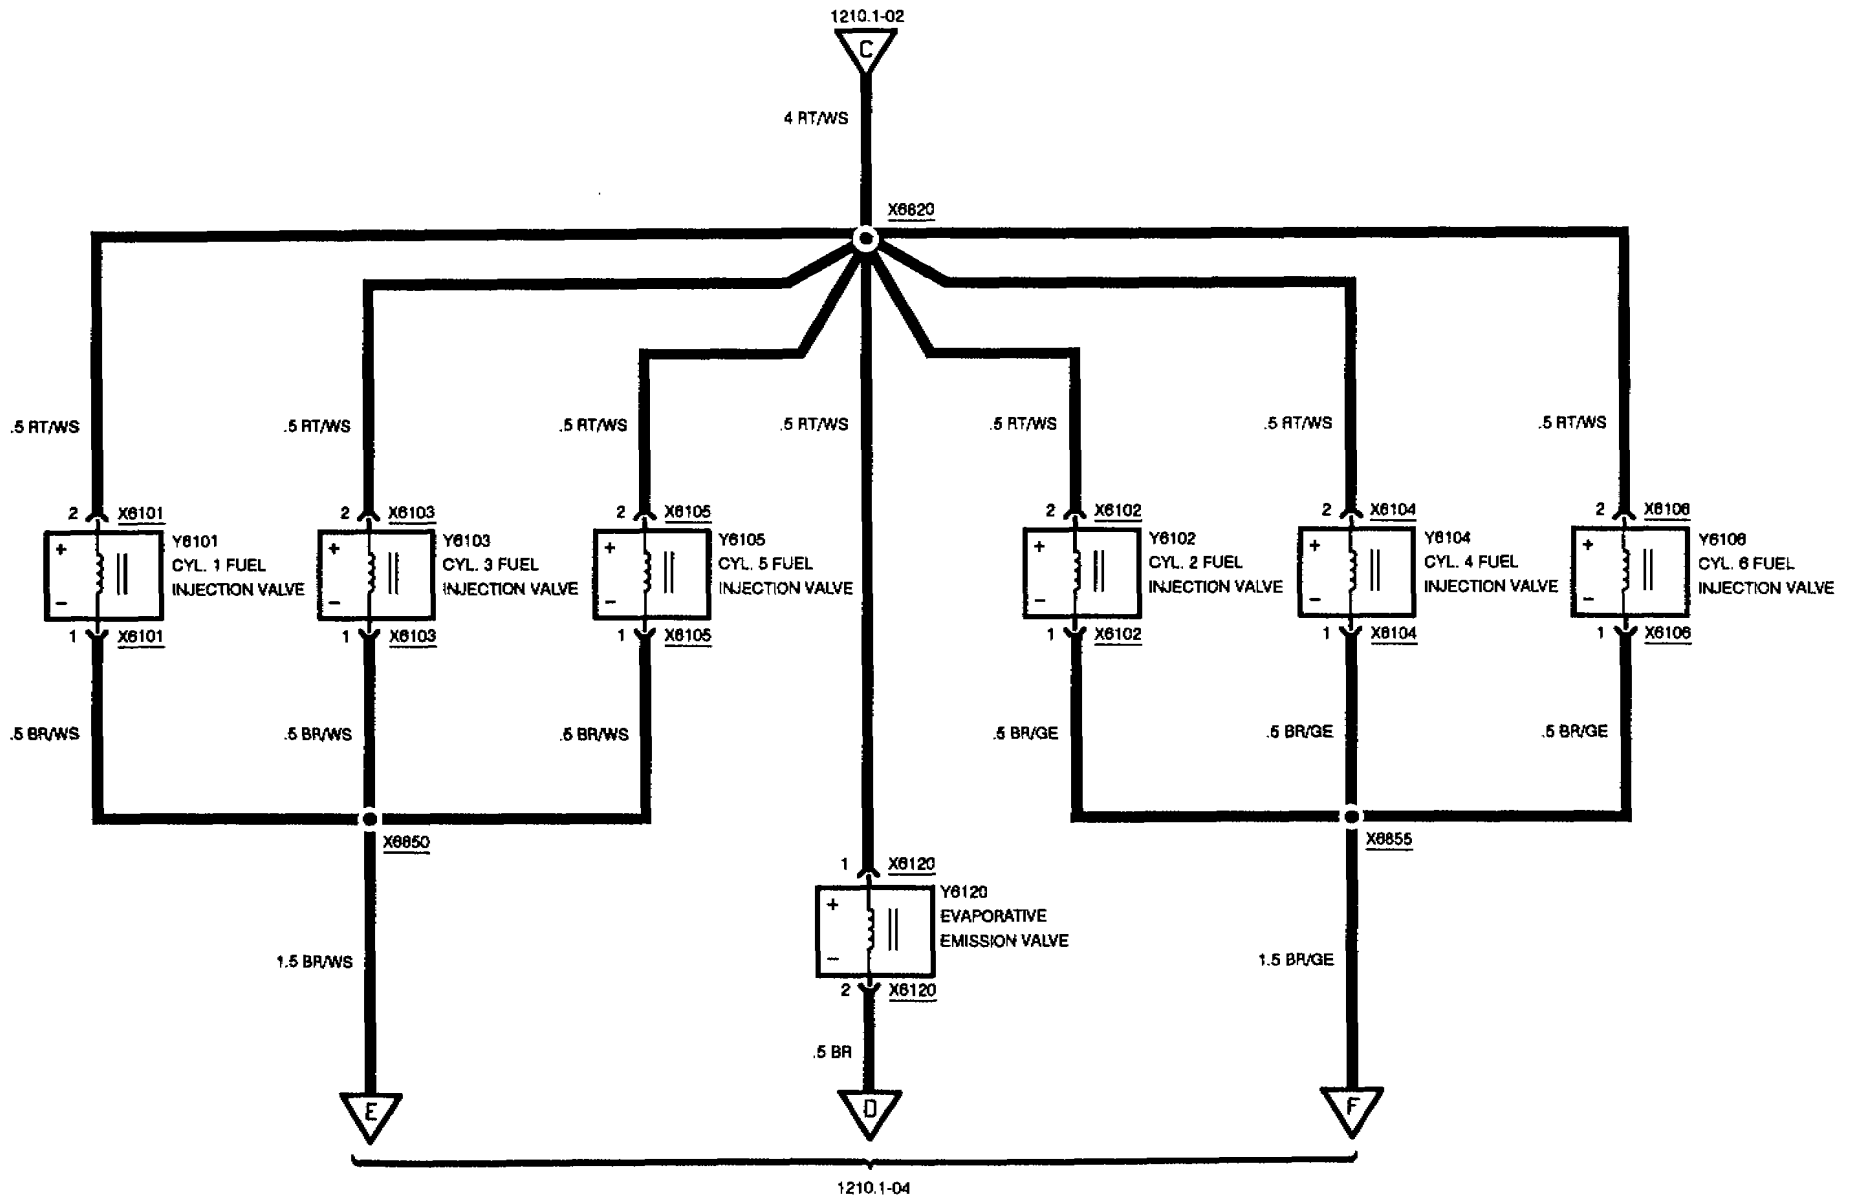 1210.1-02
C
4 RT/WS
X6820
.5 RT/WS
.5 RT/WS
.5 RT/WS
.5 RT/WS
.5 RT/WS
.5 RT/WS
.5 RT/WS
2 X6101
2 X6103
2 X6105
2 X6102
2 X6104
2 X6106
+
−
Y6101
CYL. 1 FUEL
INJECTION VALVE
+
−
Y6103
CYL. 3 FUEL
INJECTION VALVE
+
−
Y6105
CYL. 5 FUEL
INJECTION VALVE
+
−
Y6102
CYL. 2 FUEL
INJECTION VALVE
+
−
Y6104
CYL. 4 FUEL
INJECTION VALVE
+
−
Y6106
CYL. 6 FUEL
INJECTION VALVE
1 X6101
1 X6103
1 X6105
1 X6102
1 X6104
1 X6106
.5 BR/WS
.5 BR/WS
.5 BR/WS
.5 BR/GE
.5 BR/GE
.5 BR/GE
X6850
X6855
1 X6120
+
−
Y6120
EVAPORATIVE
EMISSION VALVE
2 X6120
1.5 BR/WS
1.5 BR/GE
.5 BR
E
D
F
1210.1-04